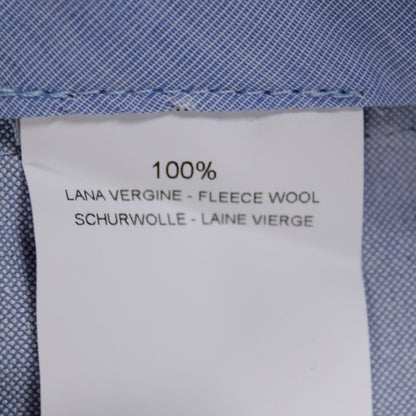 100%
LANA VERGINE - FLEECE WOOL
SCHURWOLLE - LAINE VIERGE